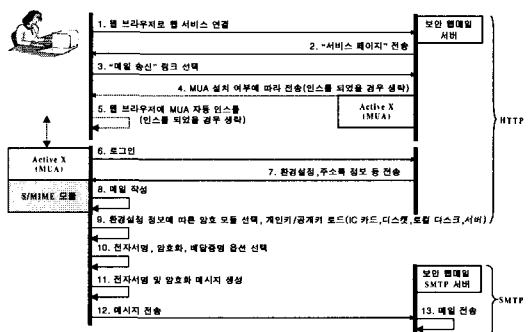 1. 웹 브라우저로 웹 서비스 연결
보안 웹메일
서버
2. "서비스 페이지" 전송
3. "메일 송신" 링크 선택
4. MUA 설치 여부에 따라 전송(인스톨 되었을 경우 생략)
Active X
(MUA)
5. 웹 브라우저에 MUA 자동 인스톨
(인스톨 되었을 경우 생략)
HTTP
Active X
(MUA)
S/MIME 모듈
6. 로그인
7. 환경설정,주소록 정보 등 전송
8. 메일 작성
9. 환경설정 정보에 따른 암호 모듈 선택, 개인키/공개키 로드(IC 카드,디스켓,로컬 디스크,서버)
10. 전자서명, 암호화, 배달증명 옵션 선택
11. 전자서명 및 암호화 메시지 생성
12. 메시지 전송
보안 웹메일
SMTP 서버
13. 메일 전송
SMTP